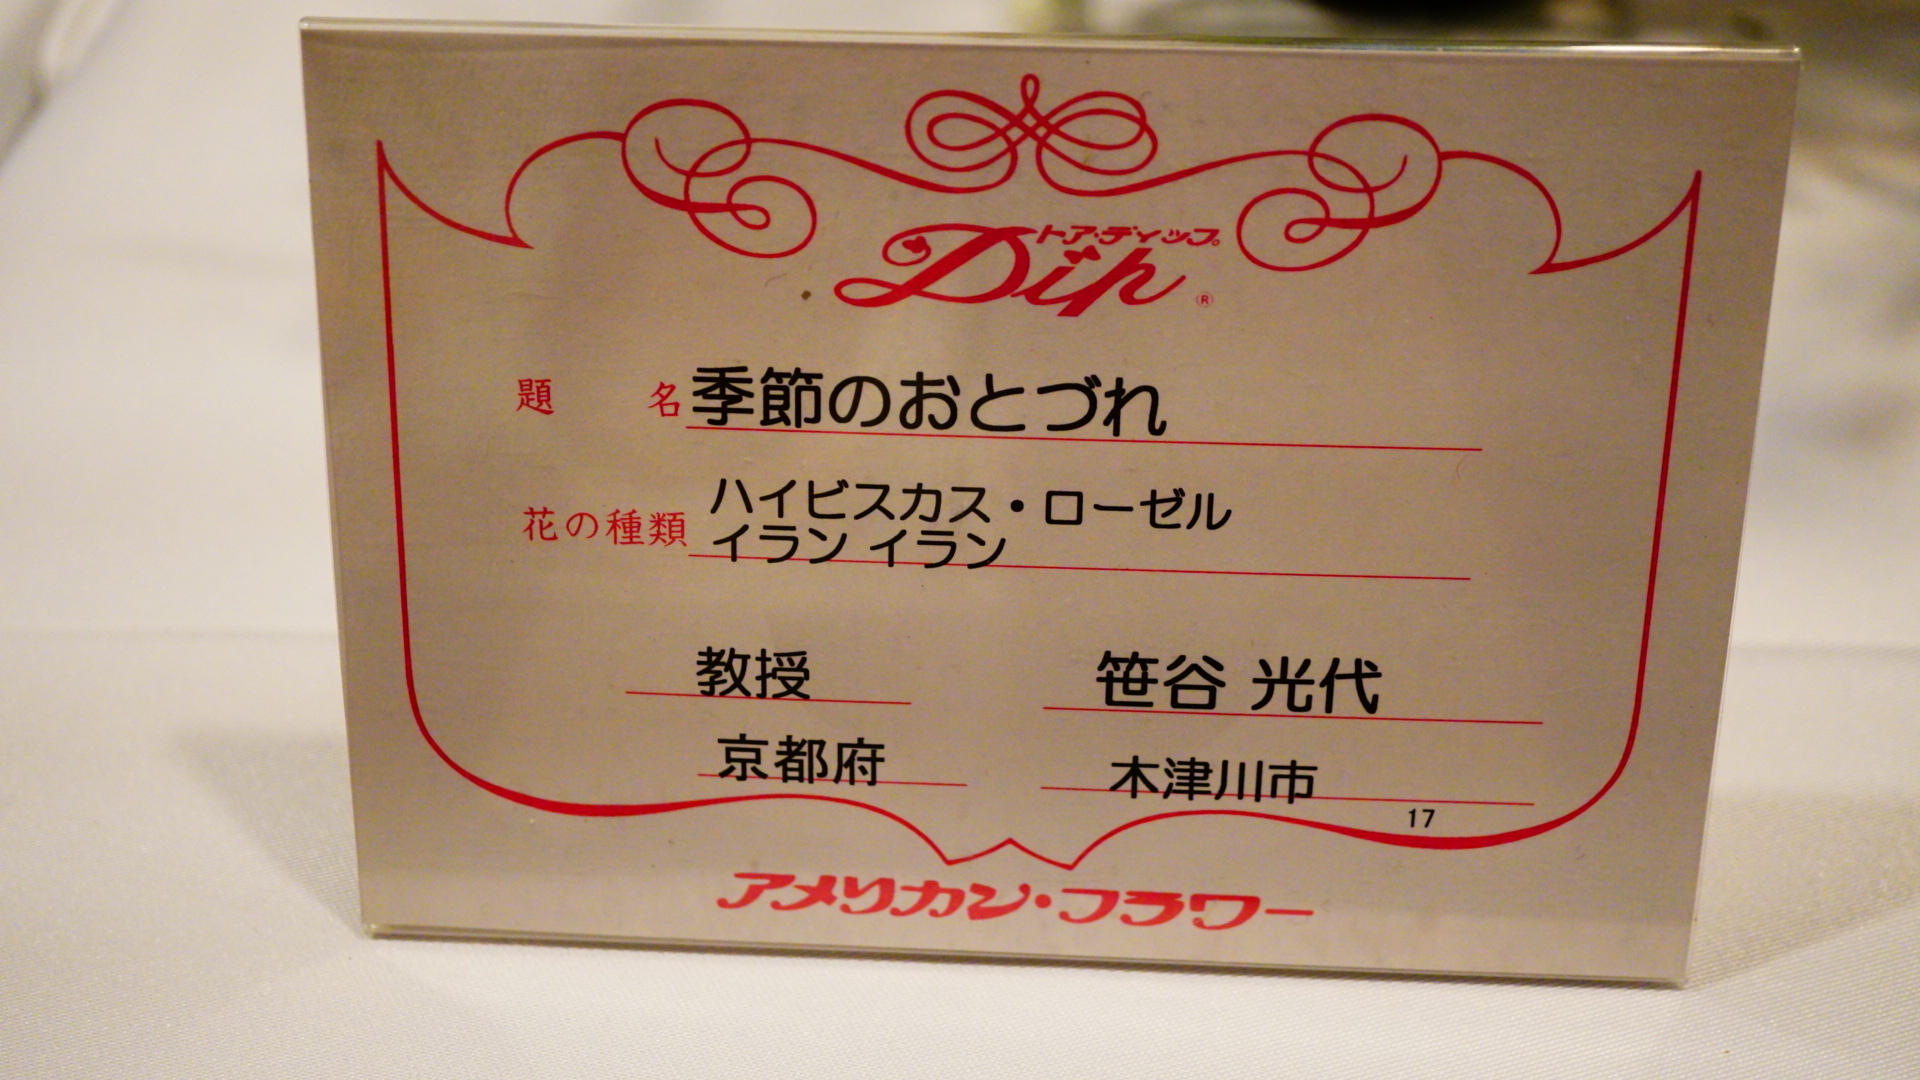 トア・ディップ
Dip ®
題 名 季節のおとづれ
花の種類 ハイビスカス・ローゼル
イラン イラン
教授 笹谷 光代
京都府 木津川市
17
アメリカン・フラワー